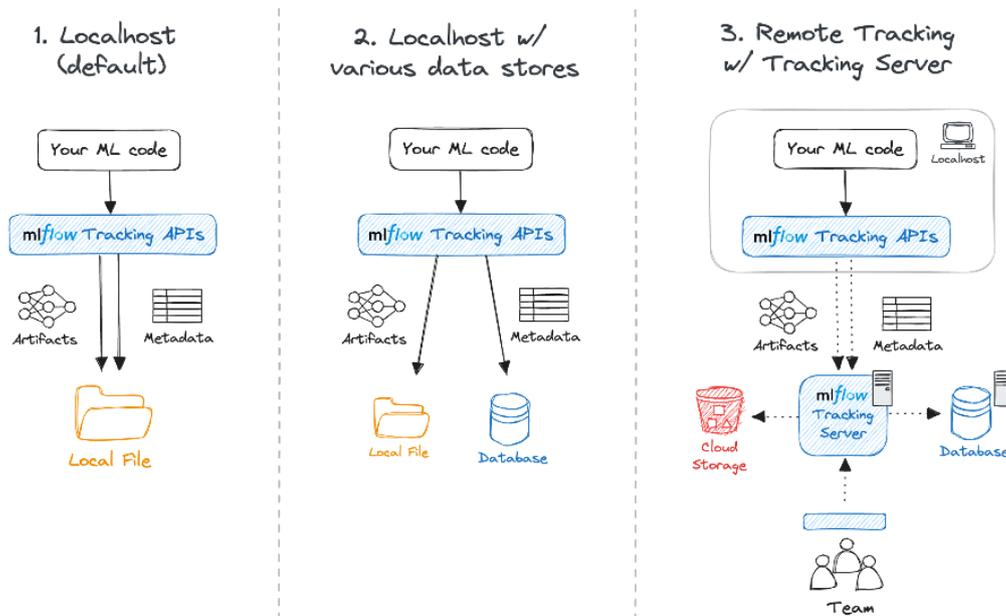 1. Localhost
(default)
Your ML code
mlflow Tracking APIs
Artifacts
Metadata
Local File
2. Localhost w/
various data stores
Your ML code
mlflow Tracking APIs
Artifacts
Metadata
Local File
Database
3. Remote Tracking
w/ Tracking Server
Your ML code
Localhost
mlflow Tracking APIs
Artifacts
Metadata
mlflow
Tracking
Server
Cloud
Storage
Database
Team